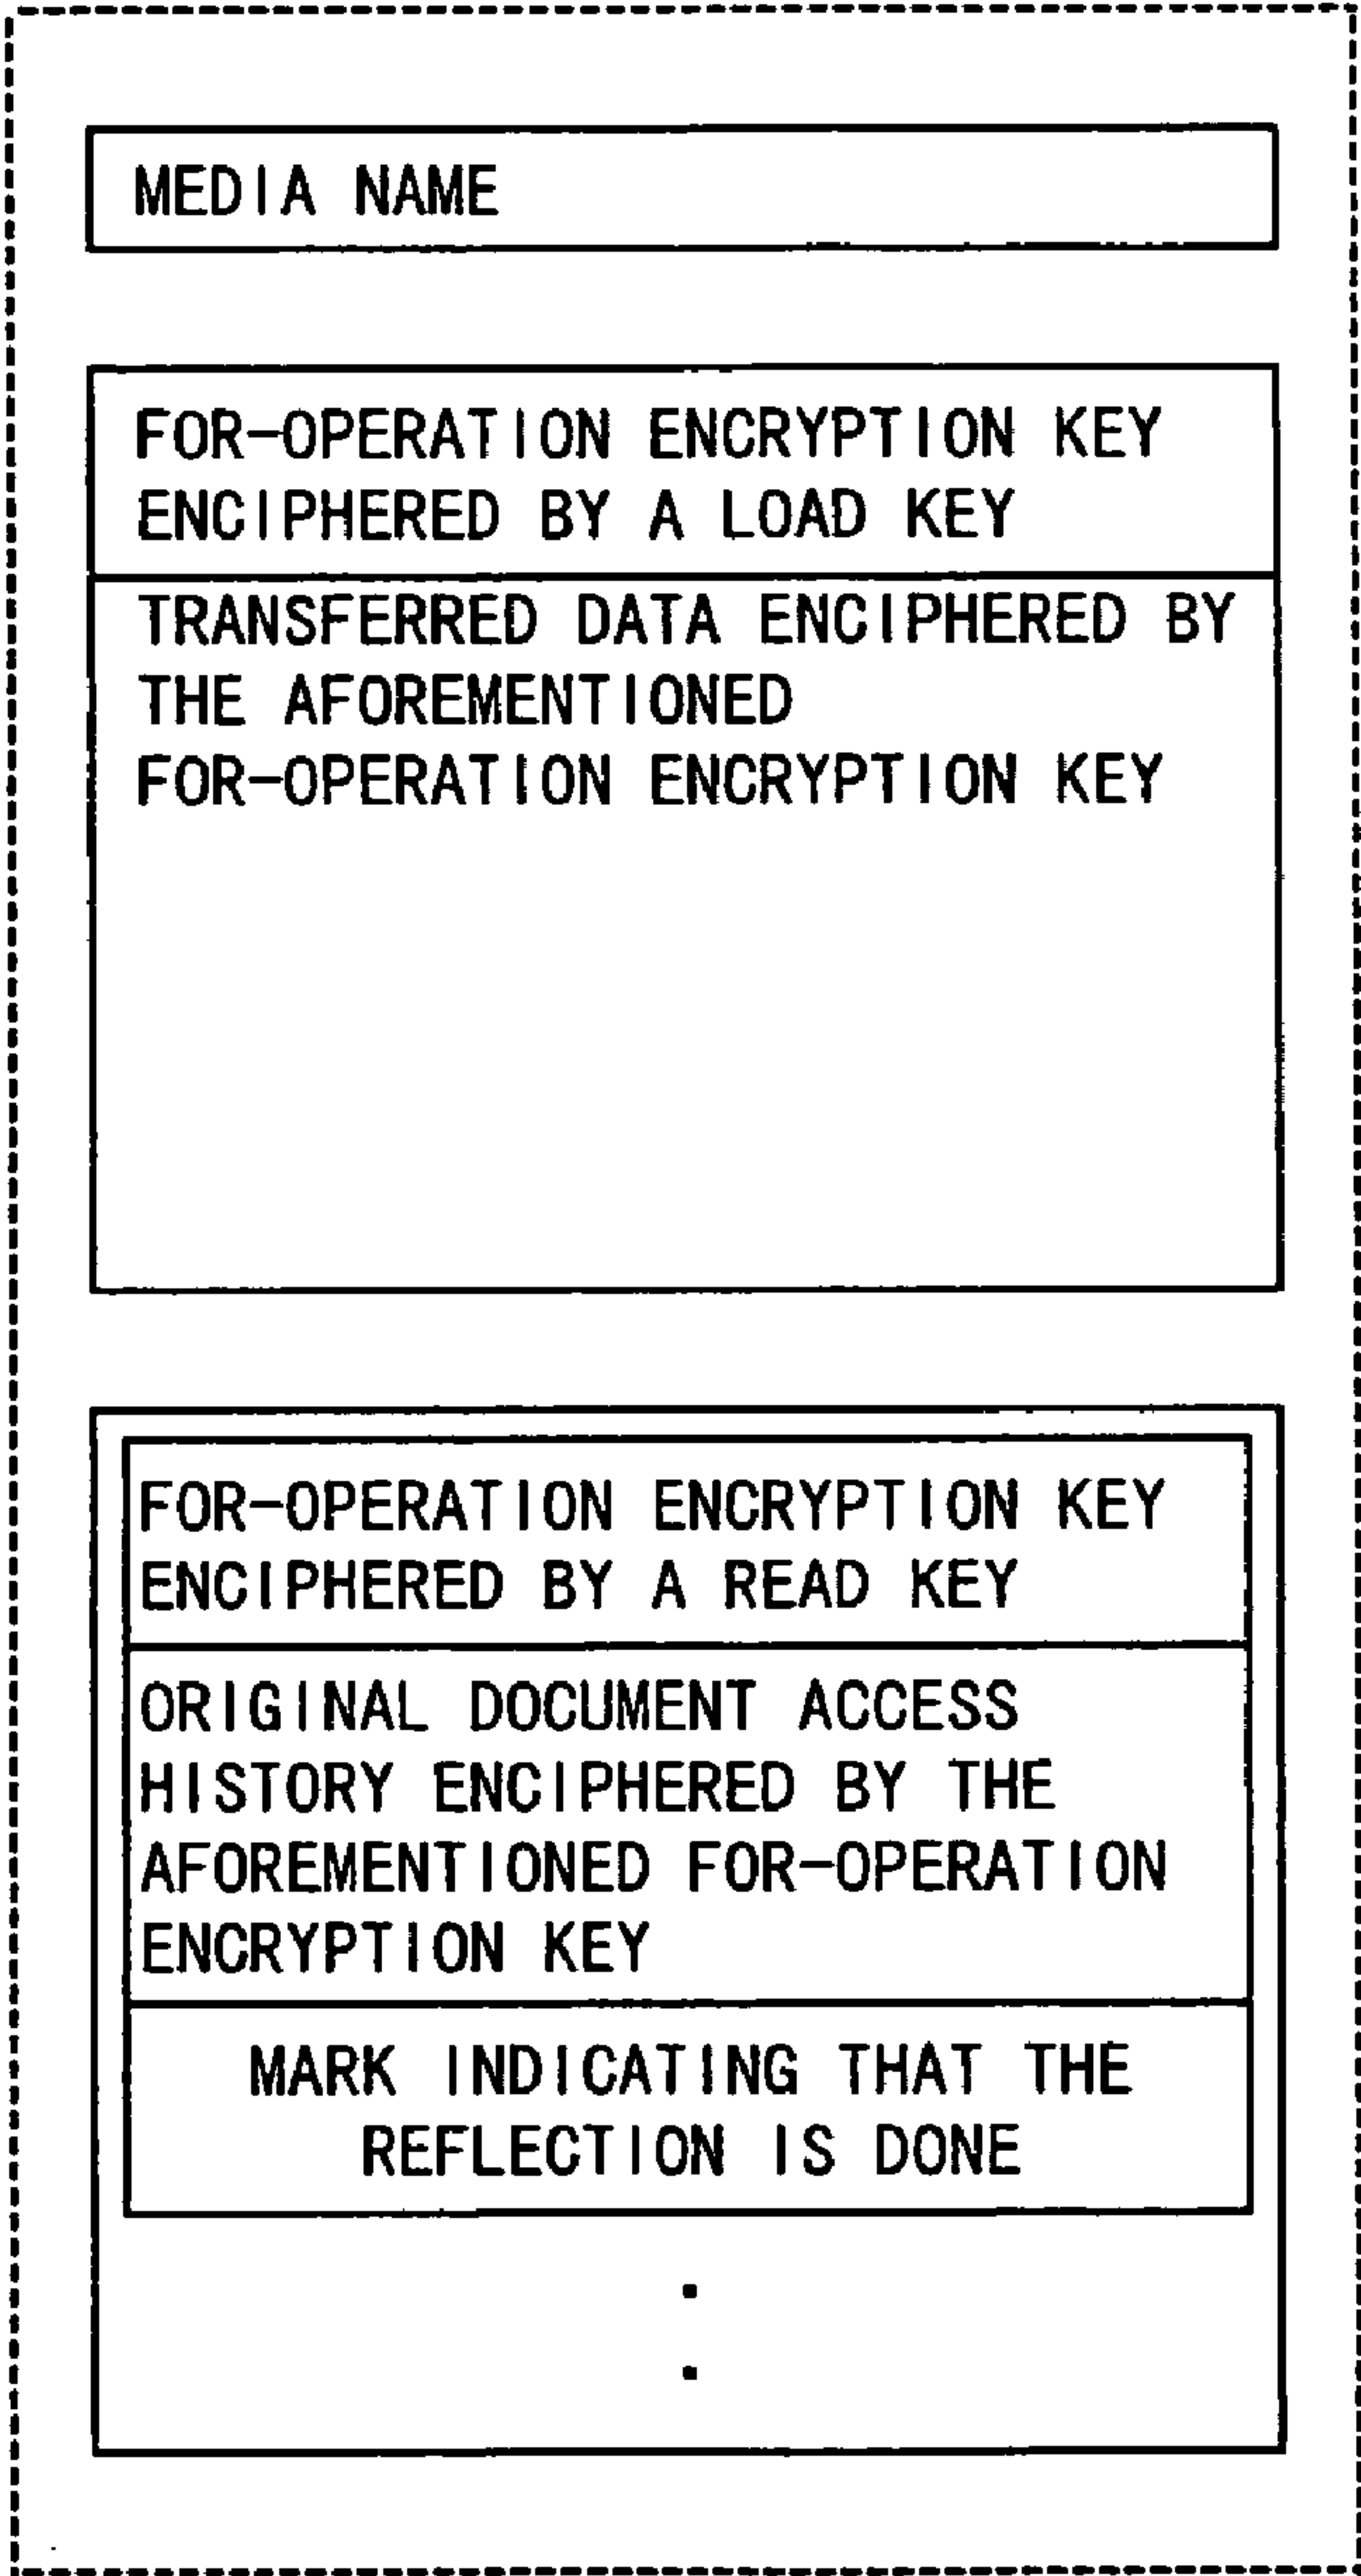 MEDIA NAME
FOR-OPERATION ENCRYPTION KEY
ENCIPHERED BY A LOAD KEY
TRANSFERRED DATA ENCIPHERED BY
THE AFOREMENTIONED
FOR-OPERATION ENCRYPTION KEY
FOR-OPERATION ENCRYPTION KEY
ENCIPHERED BY A READ KEY
ORIGINAL DOCUMENT ACCESS
HISTORY ENCIPHERED BY THE
AFOREMENTIONED FOR-OPERATION
ENCRYPTION KEY
MARK INDICATING THAT THE
REFLECTION IS DONE